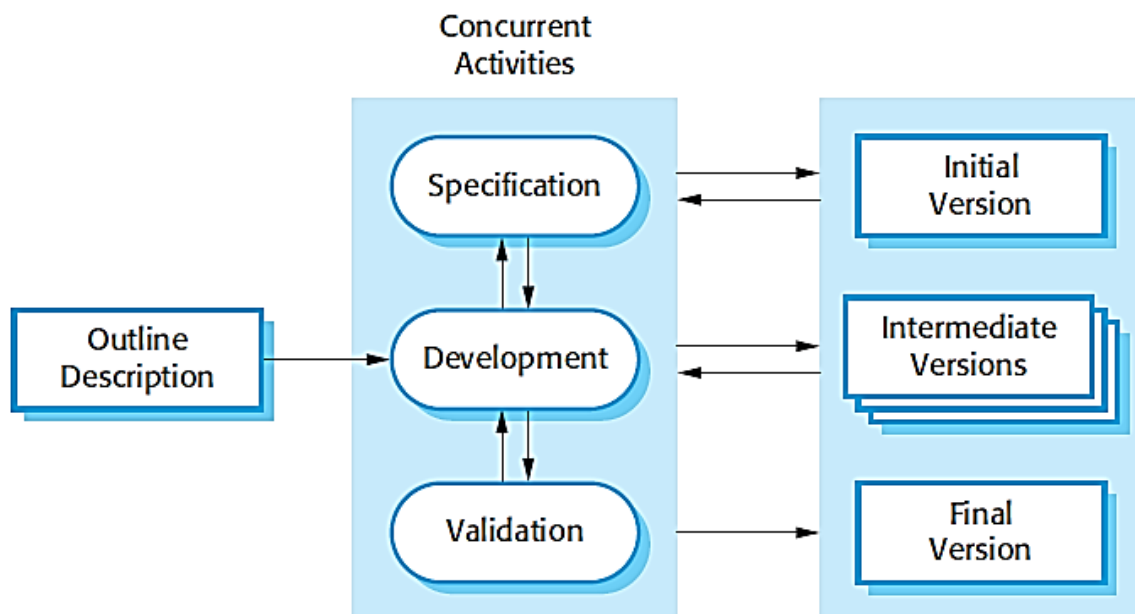 Concurrent
Activities
Specification
Initial
Version
Outline
Description
Development
Intermediate
Versions
Validation
Final
Version